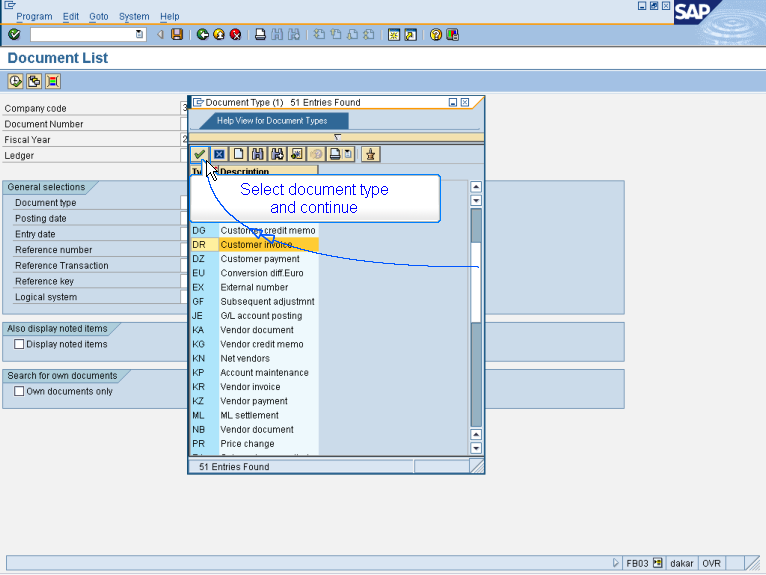 Program Edit Goto System Help
SAP
Document List
Company code 3
Document Number
Fiscal Year 2
Ledger
General selections
Document type
Posting date
Entry date
Reference number
Reference Transaction
Reference key
Logical system
Also display noted items
Display noted items
Search for own documents
Own documents only
Document Type (1) 51 Entries Found
Help View for Document Types
Description
Select document type
and continue
DG Customer credit memo
DR Customer invoice
DZ Customer payment
EU Conversion diff.Euro
EX External number
GF Subsequent adjustmnt
JE G/L account posting
KA Vendor document
KG Vendor credit memo
KN Net vendors
KP Account maintenance
KR Vendor invoice
KZ Vendor payment
ML ML settlement
NB Vendor document
PR Price change
51 Entries Found
FB03 dakar OVR